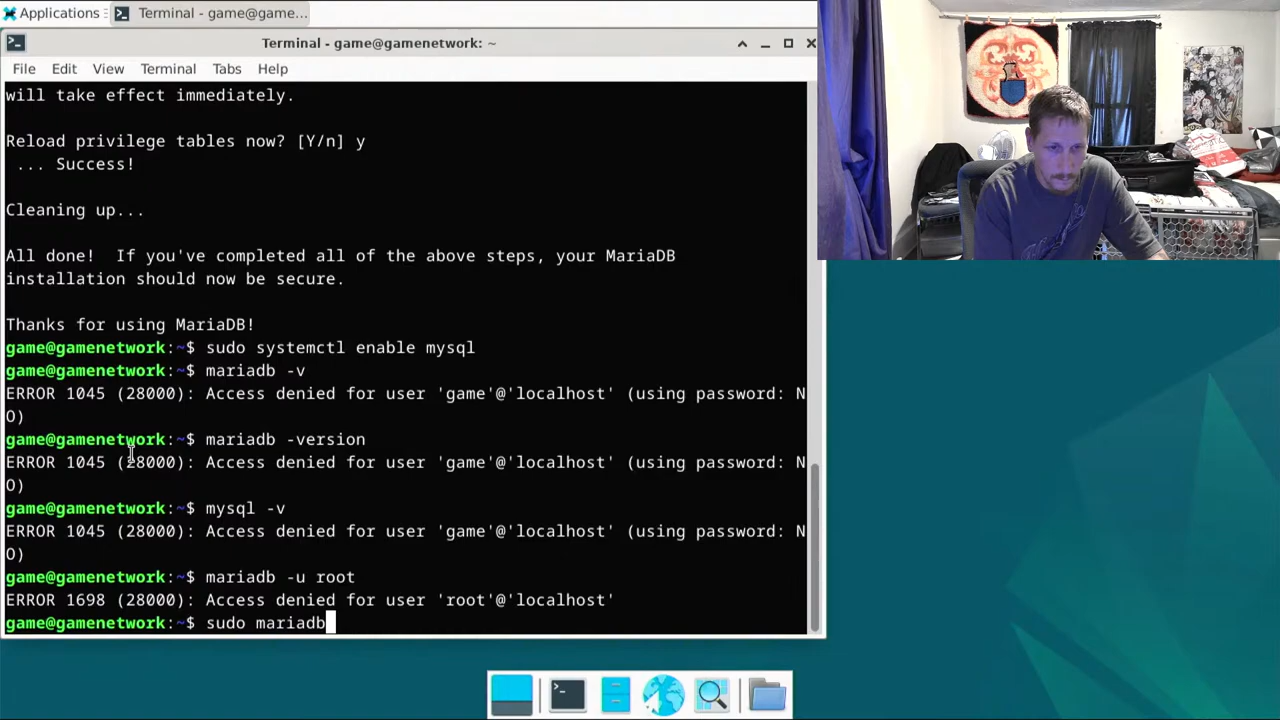 Applications
Terminal - game@game...
Terminal - game@gamenetwork: ~
File Edit View Terminal Tabs Help
will take effect immediately.
Reload privilege tables now? [Y/n] y
... Success!
Cleaning up...
All done!  If you've completed all of the above steps, your MariaDB
installation should now be secure.
Thanks for using MariaDB!
game@gamenetwork:~$ sudo systemctl enable mysql
game@gamenetwork:~$ mariadb -v
ERROR 1045 (28000): Access denied for user 'game'@'localhost' (using password: N
O)
game@gamenetwork:~$ mariadb -version
ERROR 1045 (28000): Access denied for user 'game'@'localhost' (using password: N
O)
game@gamenetwork:~$ mysql -v
ERROR 1045 (28000): Access denied for user 'game'@'localhost' (using password: N
O)
game@gamenetwork:~$ mariadb -u root
ERROR 1698 (28000): Access denied for user 'root'@'localhost'
game@gamenetwork:~$ sudo mariadb